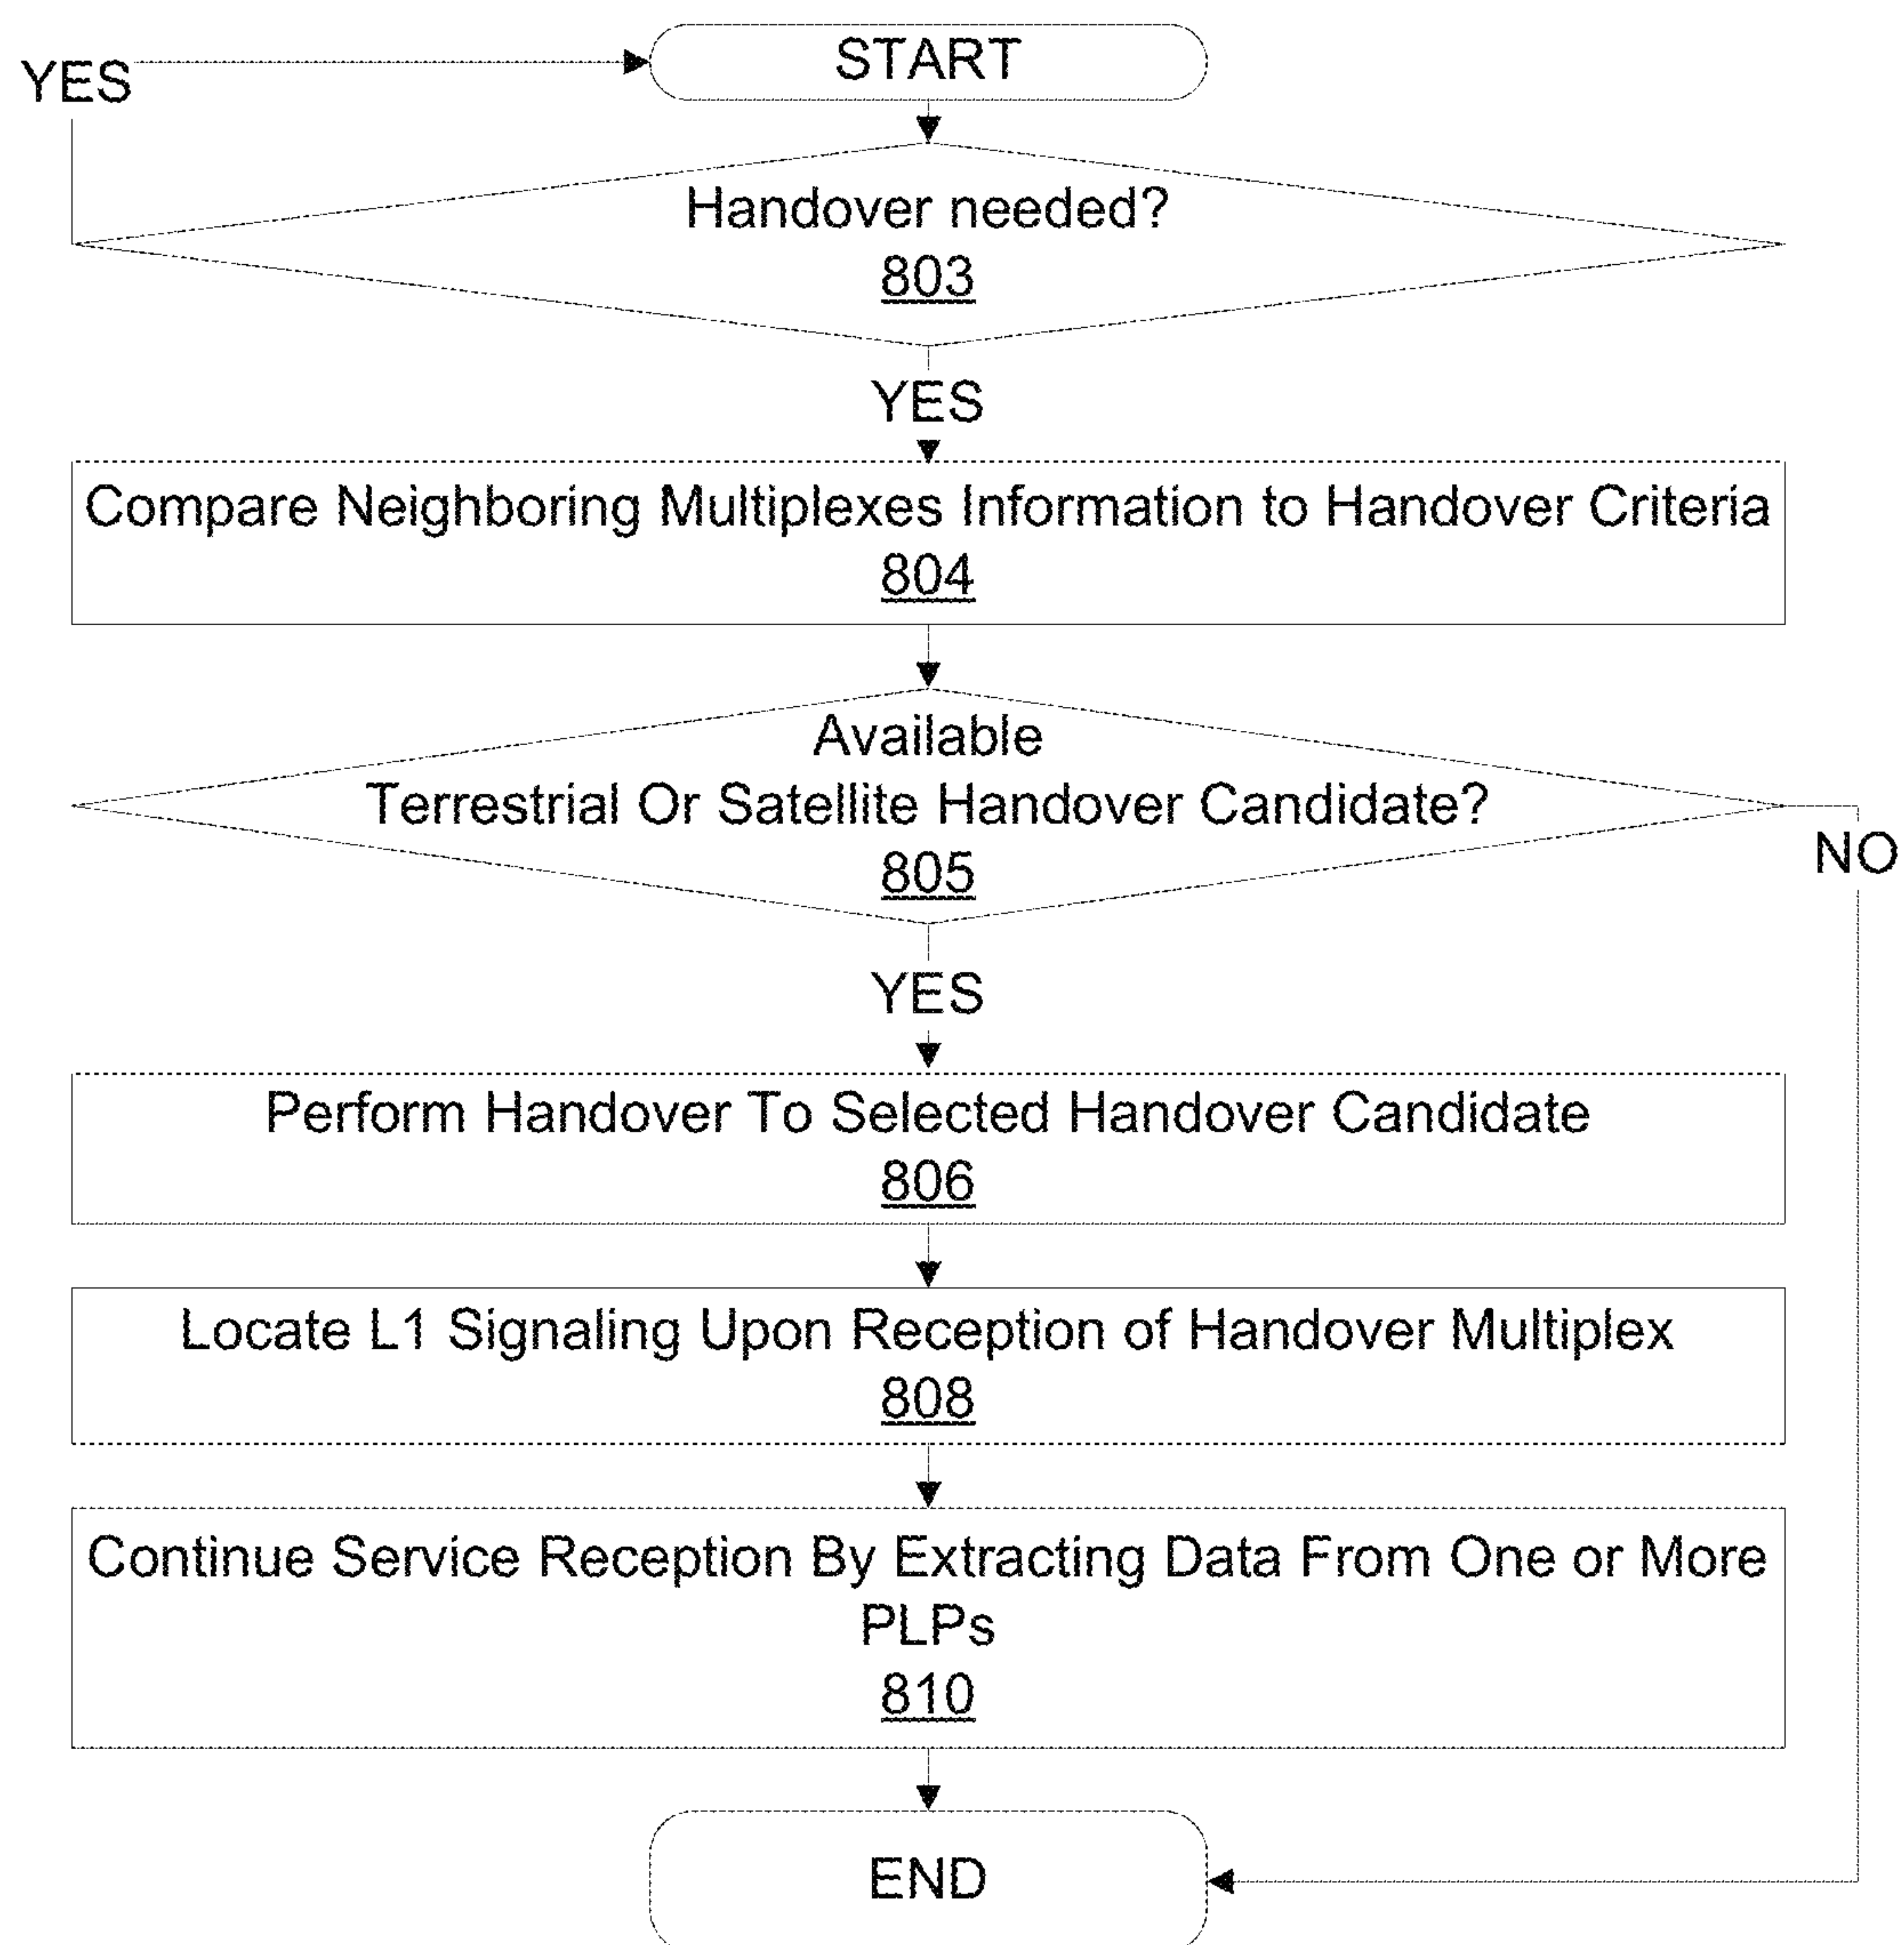 START
YES
Handover needed?
803
YES
Compare Neighboring Multiplexes Information to Handover Criteria
804
Available
Terrestrial Or Satellite Handover Candidate?
805
NO
YES
Perform Handover To Selected Handover Candidate
806
Locate L1 Signaling Upon Reception of Handover Multiplex
808
Continue Service Reception By Extracting Data From One or More
PLPs
810
END